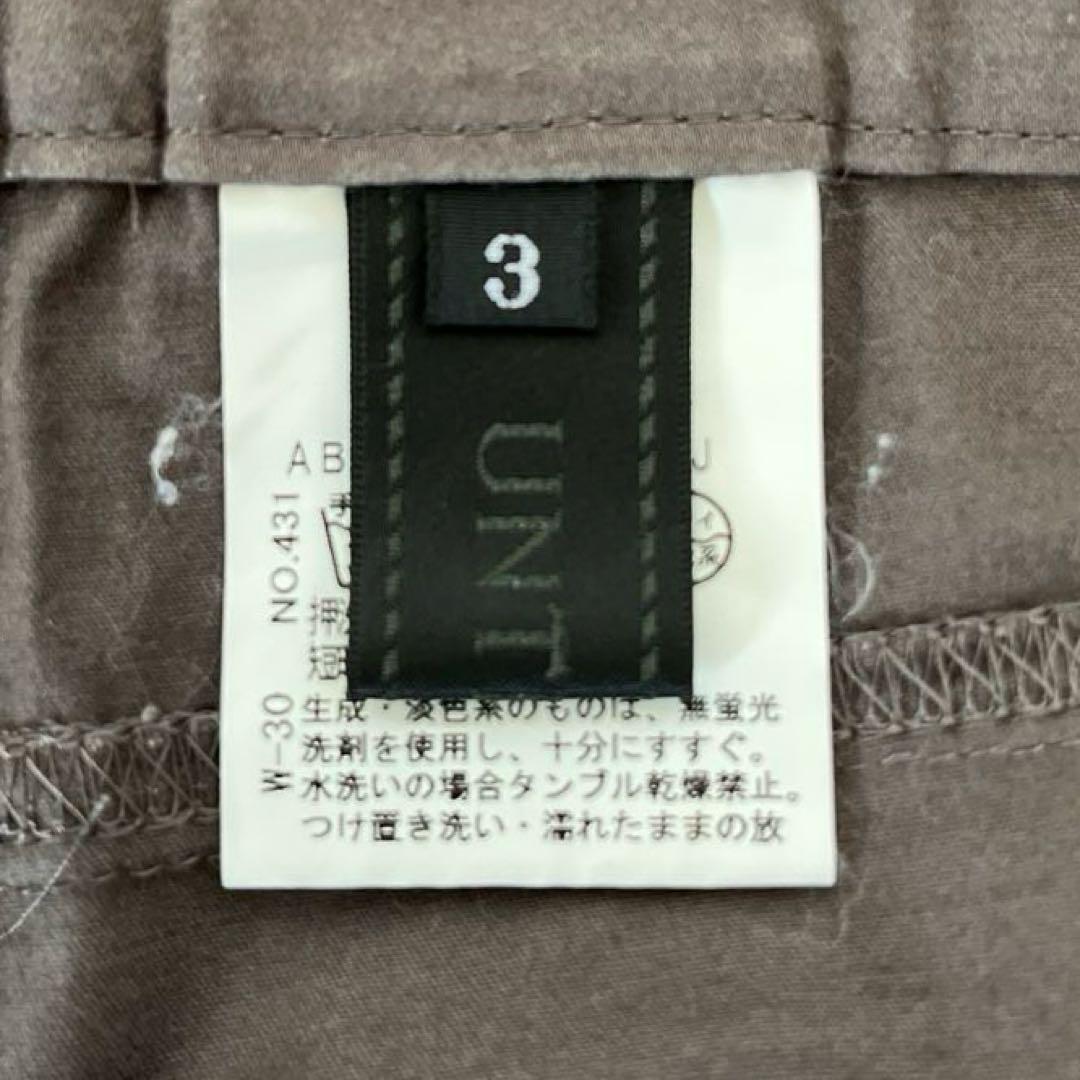 3
UNT
AB
J
NO.431
W-30
生成・淡色系のものは、無蛍光
洗剤を使用し、十分にすすぐ。
水洗いの場合タンブル乾燥禁止。
つけ置き洗い・濡れたままの放